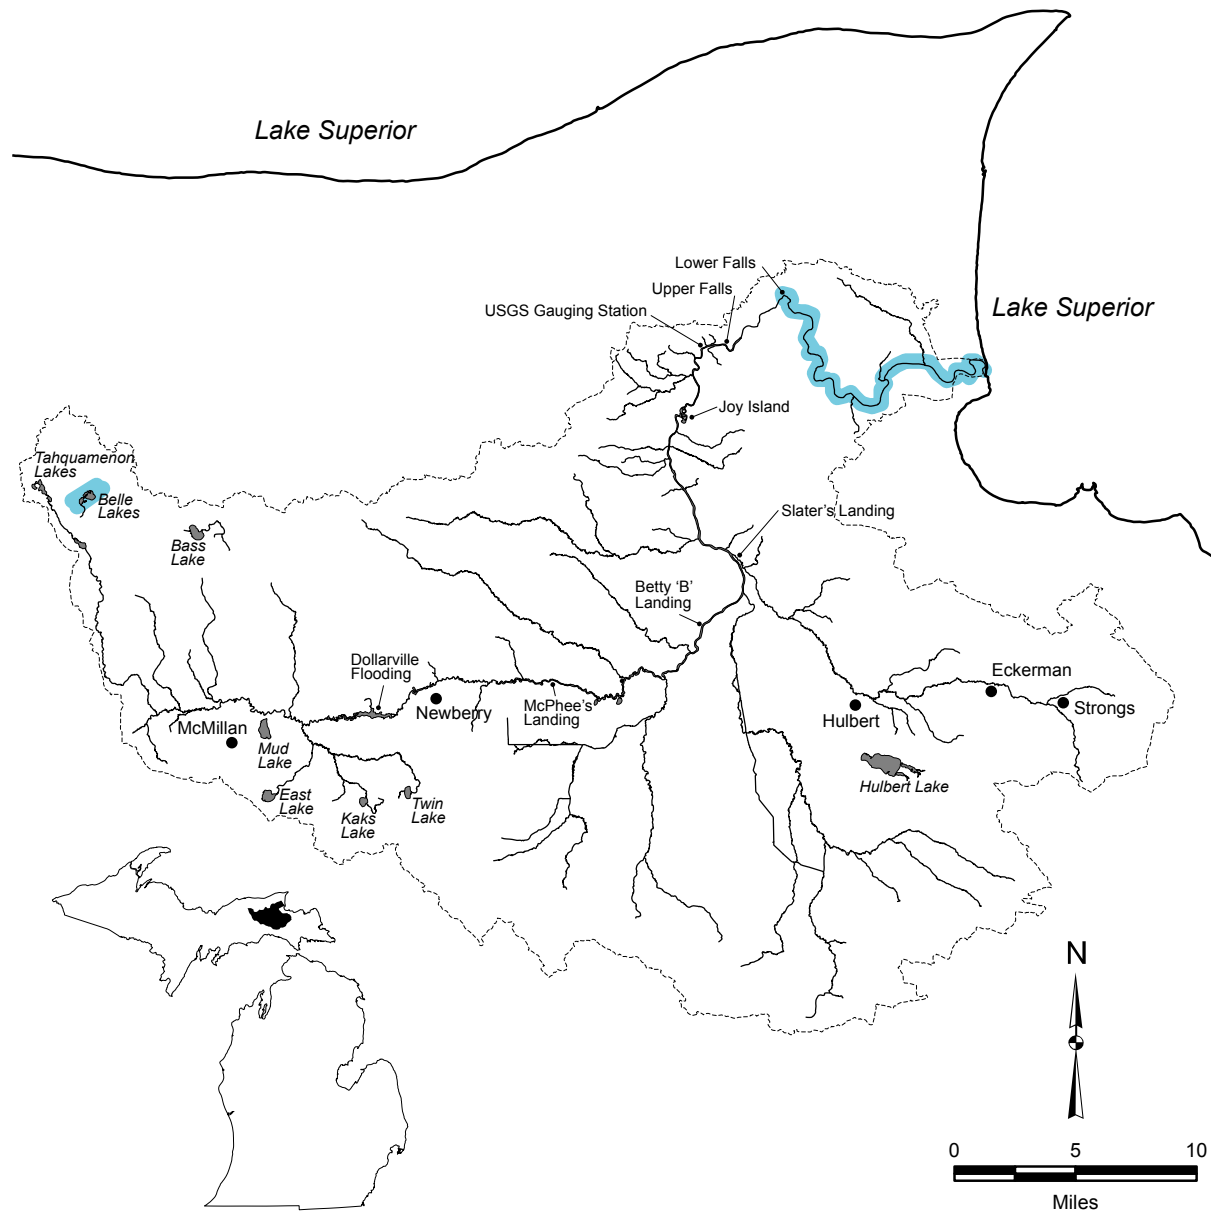 Lake Superior
Lower Falls
Upper Falls
USGS Gauging Station
Lake Superior
Joy Island
Tahquamenon
Lakes
Belle
Lakes
Bass
Lake
Slater's Landing
Betty ‘B’
Landing
Dollarville
Flooding
Newberry
McPhee's
Landing
Eckerman
Strongs
Hulbert
McMillan
Mud
Lake
Hulbert Lake
East
Lake
Kaks
Lake
Twin
Lake
N
0 5 10
Miles